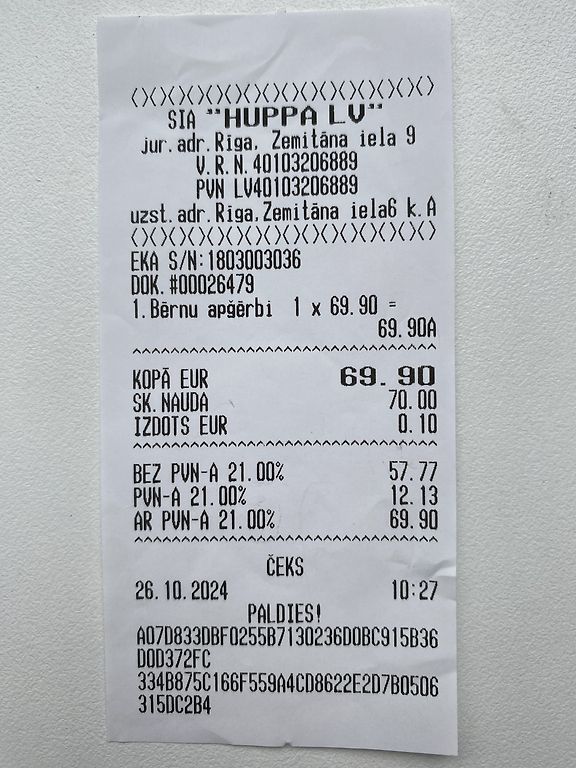 SIA "HUPPA LV"
jur. adr. Rīga, Zemitāna iela 9
V.R.N. 40103206889
PVN LV40103206889
uzst. adr. Rīga, Zemitāna iela6 k.A
EKA S/N:1803003036
DOK. #00026479
1. Bērnu apģērbi 1 x 69.90 =
69.90A
KOPĀ EUR 69.90
SK. NAUDA 70.00
IZDOTS EUR 0.10
BEZ PVN-A 21.00% 57.77
PVN-A 21.00% 12.13
AR PVN-A 21.00% 69.90
ČEKS
26.10.2024 10:27
PALDIES!
A07D833DBF0255B7130236D0BC915B36
D0D372FC
334B875C166F559A4CD8622E2D7B0506
315DC2B4